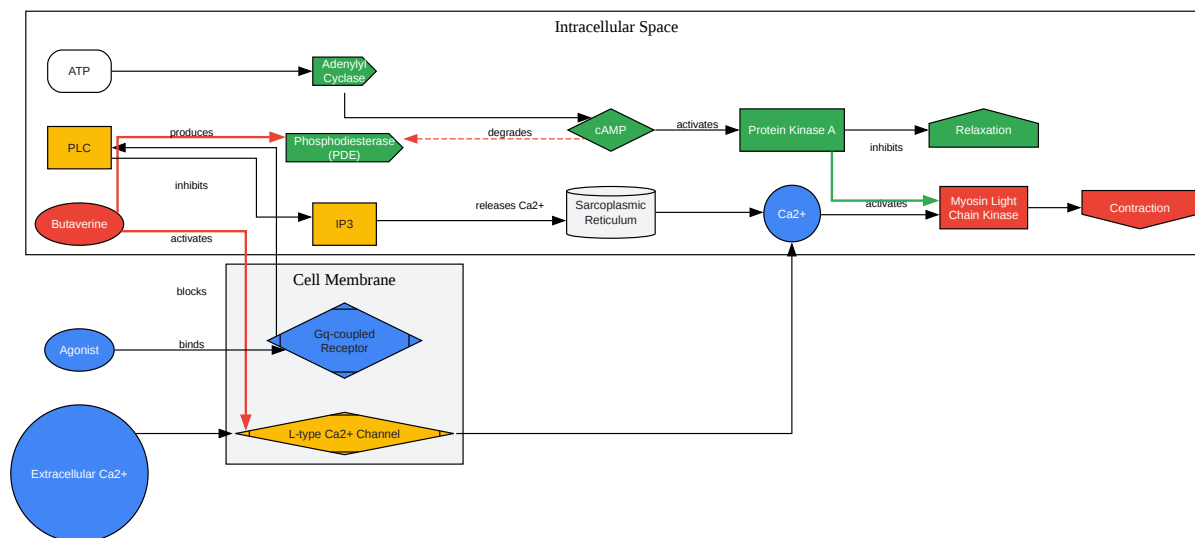 Intracellular Space
ATP
Adenylyl
Cyclase
PLC
produces
Phosphodiesterase
(PDE)
degrades
cAMP
activates
Protein Kinase A
inhibits
Relaxation
inhibits
Butaverine
activates
IP3
releases Ca2+
Sarcoplasmic
Reticulum
Ca2+
activates
Myosin Light
Chain Kinase
Contraction
Cell Membrane
blocks
Gq-coupled
Receptor
Agonist
binds
L-type Ca2+ Channel
Extracellular Ca2+